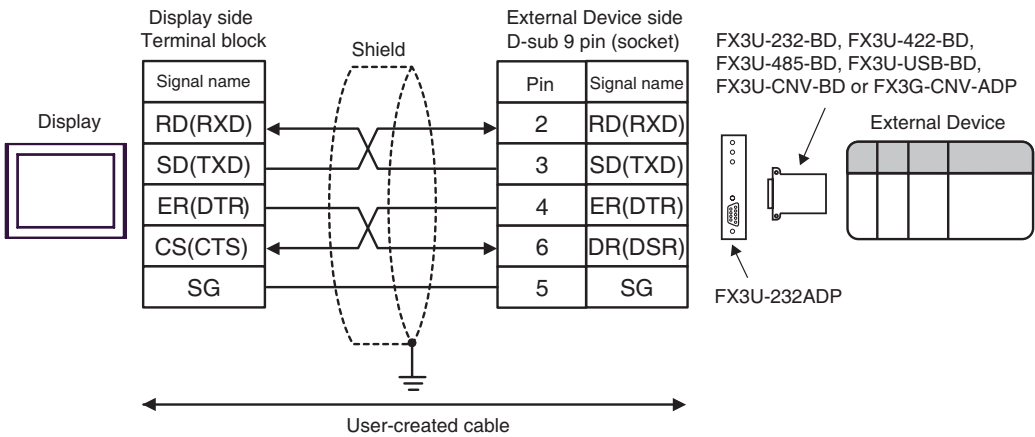 Display side
Terminal block
Shield
External Device side
D-sub 9 pin (socket)
FX3U-232-BD, FX3U-422-BD,
FX3U-485-BD, FX3U-USB-BD,
FX3U-CNV-BD or FX3G-CNV-ADP
Display
External Device
Signal name
Pin
Signal name
RD(RXD)
2
RD(RXD)
SD(TXD)
3
SD(TXD)
ER(DTR)
4
ER(DTR)
CS(CTS)
6
DR(DSR)
SG
5
SG
FX3U-232ADP
User-created cable